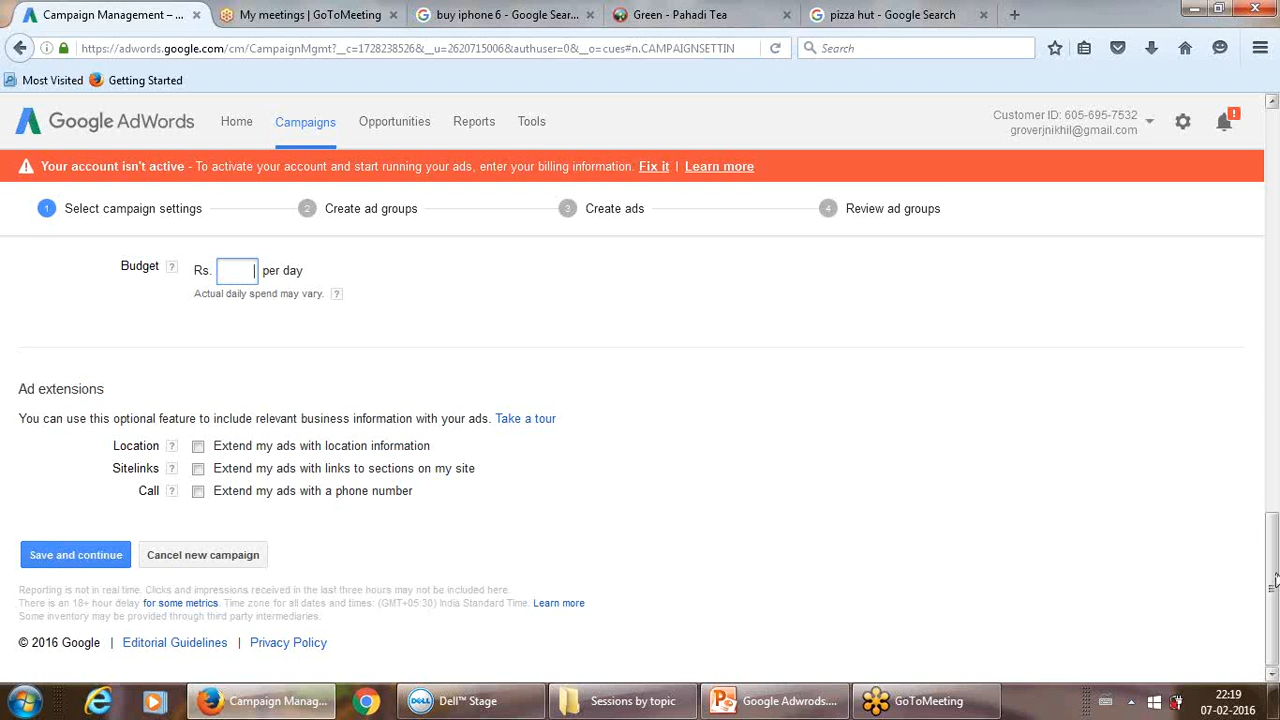 Campaign Management – ...
My meetings | GoToMeeting
buy iphone 6 - Google Sear...
Green - Pahadi Tea
pizza hut - Google Search
https://adwords.google.com/cm/CampaignMgmt?__c=1728238526&__u=2620715006&authuser=0&__o=cues#n.CAMPAIGNSETTIN
Search
Most Visited
Getting Started
Google AdWords
Home
Campaigns
Opportunities
Reports
Tools
Customer ID: 605-695-7532
groverjnikhil@gmail.com
!
Your account isn't active - To activate your account and start running your ads, enter your billing information. Fix it | Learn more
1 Select campaign settings
2 Create ad groups
3 Create ads
4 Review ad groups
Budget ? Rs. per day
Actual daily spend may vary. ?
Ad extensions
You can use this optional feature to include relevant business information with your ads. Take a tour
Location ? Extend my ads with location information
Sitelinks ? Extend my ads with links to sections on my site
Call ? Extend my ads with a phone number
Save and continue
Cancel new campaign
Reporting is not in real time. Clicks and impressions received in the last three hours may not be included here.
There is an 18+ hour delay for some metrics. Time zone for all dates and times: (GMT+05:30) India Standard Time. Learn more
Some inventory may be provided through third party intermediaries.
© 2016 Google | Editorial Guidelines | Privacy Policy
Campaign Manag...
DELL
Dell™ Stage
Sessions by topic
Google Adwrods....
GoToMeeting
22:19
07-02-2016